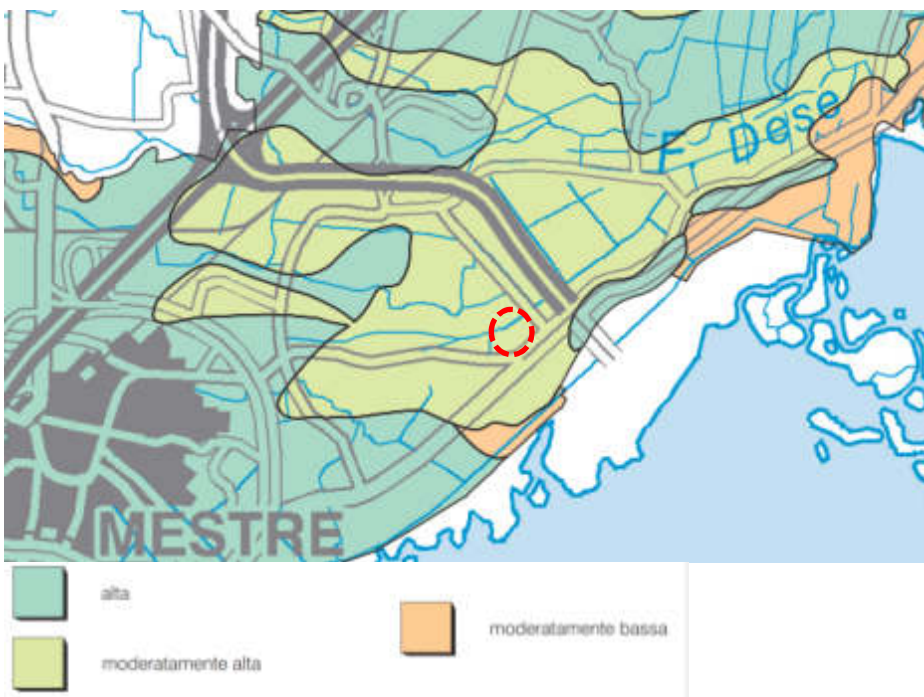 F. Dese
MESTRE
alta
moderatamente alta
moderatamente bassa